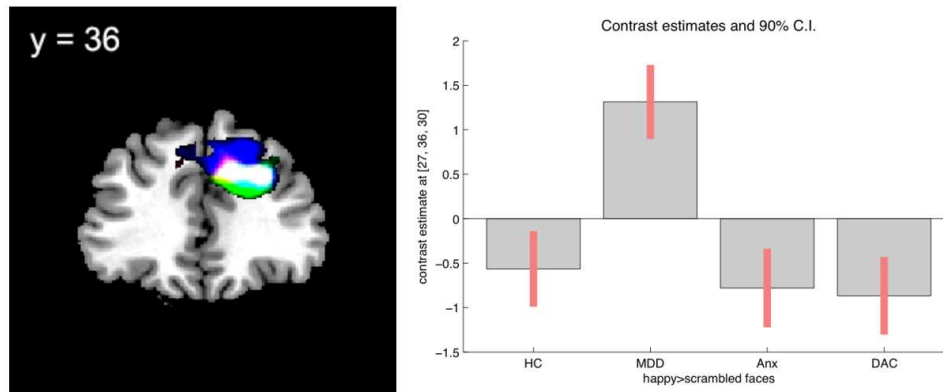 y = 36
Contrast estimates and 90% C.I.
contrast estimate at [27, 36, 30]
2
1.5
1
0.5
0
−0.5
−1
−1.5
HC MDD Anx DAC
happy>scrambled faces